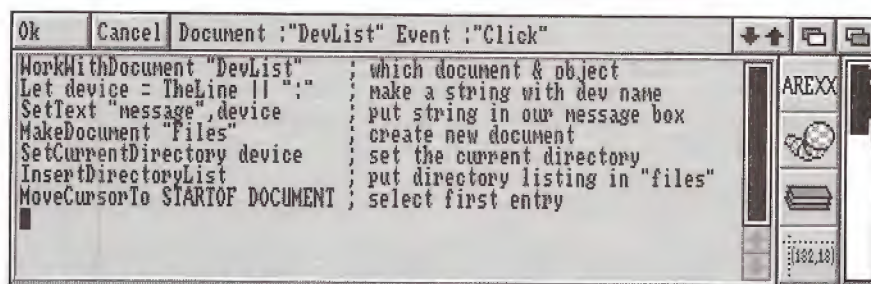 Ok Cancel Document :"DevList" Event :"Click"
WorkWithDocument "DevList" ; which document & object
Let device = TheLine || ":" ; make a string with dev name
SetText "message",device ; put string in our message box
MakeDocument "files" ; create new document
SetCurrentDirectory device ; set the current directory
InsertDirectoryList ; put directory listing in "files"
MoveCursorTo STARTOF DOCUMENT ; select first entry
AREXX
(182,18)